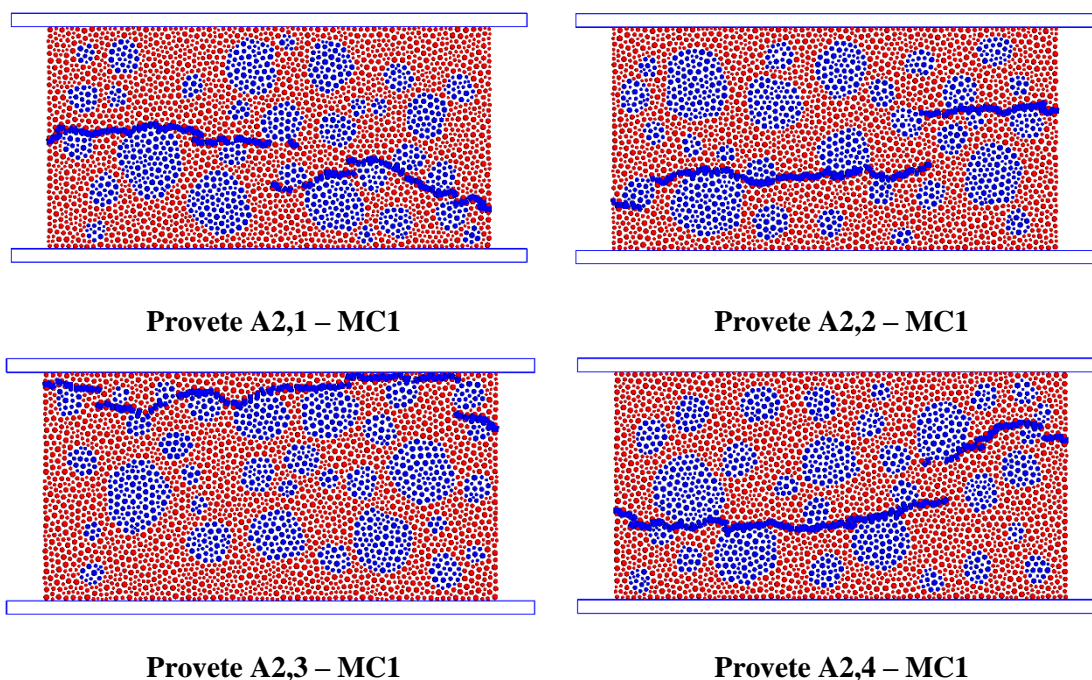 Provete A2,1 – MC1
Provete A2,2 – MC1
Provete A2,3 – MC1
Provete A2,4 – MC1